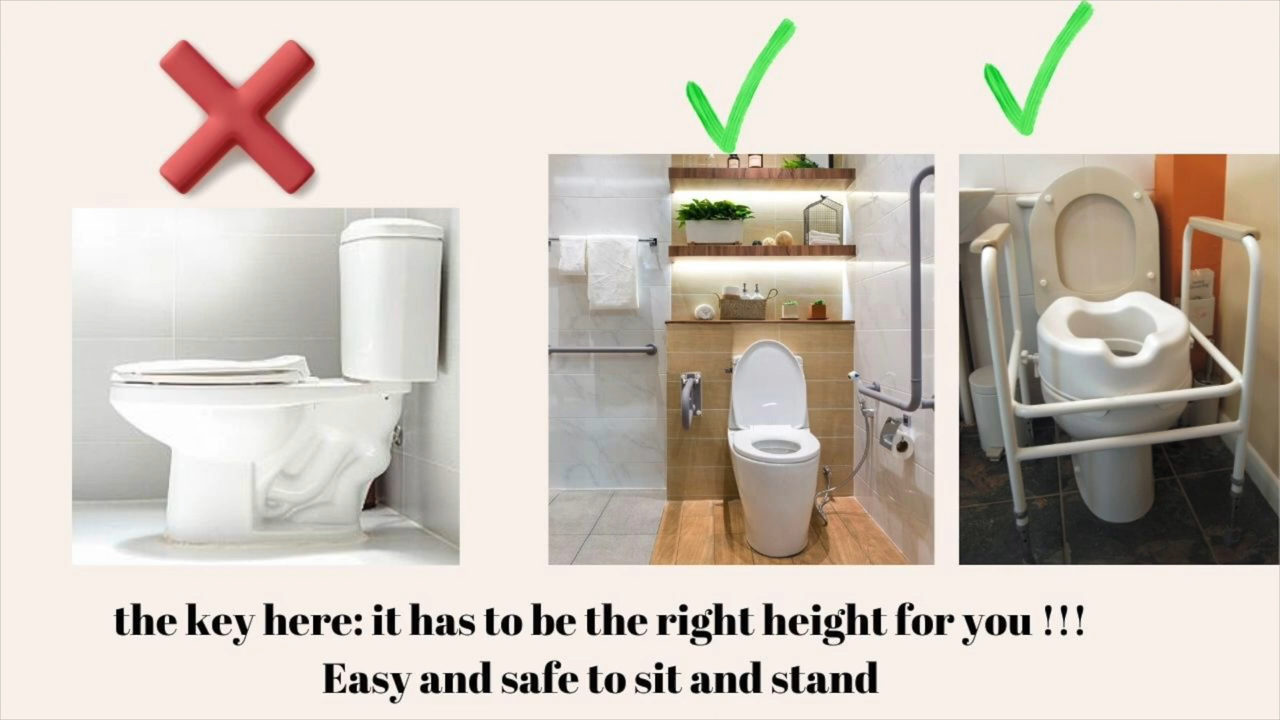 the key here: it has to be the right height for you !!!
Easy and safe to sit and stand